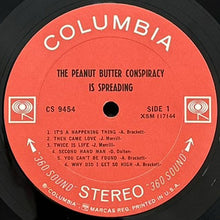 COLUMBIA
THE PEANUT BUTTER CONSPIRACY
IS SPREADING
CS 9454
SIDE 1
XSM 117144
1. IT'S A HAPPENING THING -A. Brackett-
2. THEN CAME LOVE -J. Merrill-
3. TWICE IS LIFE -J. Merrill-
4. SECOND HAND MAN -D. Dalton-
5. YOU CAN'T BE FOUND -A. Brackett-
6. WHY DID I GET SO HIGH -A. Brackett-
"360 SOUND" STEREO "360 SOUND"
® COLUMBIA MARCAS REG. PRINTED IN U.S.A.